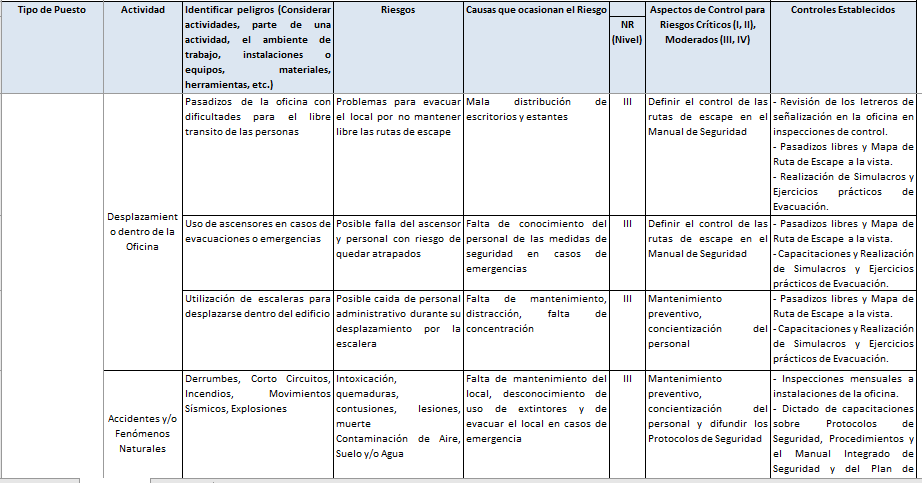 Tipo de Puesto
Actividad
Identificar peligros (Considerar
actividades, parte de una
actividad, el ambiente de
trabajo, instalaciones o
equipos, materiales,
herramientas, etc.)
Riesgos
Causas que ocasionan el Riesgo
NR
(Nivel)
Aspectos de Control para
Riesgos Críticos (I, II),
Moderados (III, IV)
Controles Establecidos
Desplazamient
o dentro de la
Oficina
Pasadizos de la oficina con
dificultades para el libre
transito de las personas
Problemas para evacuar
el local por no mantener
libre las rutas de escape
Mala distribución de
escritorios y estantes
III
Definir el control de las
rutas de escape en el
Manual de Seguridad
- Revisión de los letreros de
señalización en la oficina en
inspecciones de control.
- Pasadizos libres y Mapa de
Ruta de Escape a la vista.
- Realización de Simulacros y
Ejercicios prácticos de
Evacuación.
Uso de ascensores en casos de
evacuaciones o emergencias
Posible falla del ascensor
y personal con riesgo de
quedar atrapados
Falta de conocimiento del
personal de las medidas de
seguridad en casos de
emergencias
III
Definir el control de las
rutas de escape en el
Manual de Seguridad
- Pasadizos libres y Mapa de
Ruta de Escape a la vista.
- Capacitaciones y Realización
de Simulacros y Ejercicios
prácticos de Evacuación.
Utilización de escaleras para
desplazarse dentro del edificio
Posible caida de personal
administrativo durante su
desplazamiento por la
escalera
Falta de mantenimiento,
distracción, falta de
concentración
III
Mantenimiento
preventivo,
concientización del
personal
- Pasadizos libres y Mapa de
Ruta de Escape a la vista.
- Capacitaciones y Realización
de Simulacros y Ejercicios
prácticos de Evacuación.
Accidentes y/o
Fenómenos
Naturales
Derrumbes, Corto Circuitos,
Incendios, Movimientos
Sísmicos, Explosiones
Intoxicación,
quemaduras,
contusiones, lesiones,
muerte
Contaminación de Aire,
Suelo y/o Agua
Falta de mantenimiento del
local, desconocimiento de
uso de extintores y de
evacuar el local en casos de
emergencia
III
Mantenimiento
preventivo,
concientización del
personal y difundir los
Protocolos de Seguridad
- Inspecciones mensuales a
instalaciones de la oficina.
- Dictado de capacitaciones
sobre Protocolos de
Seguridad, Procedimientos y
el Manual Integrado de
Seguridad y del Plan de